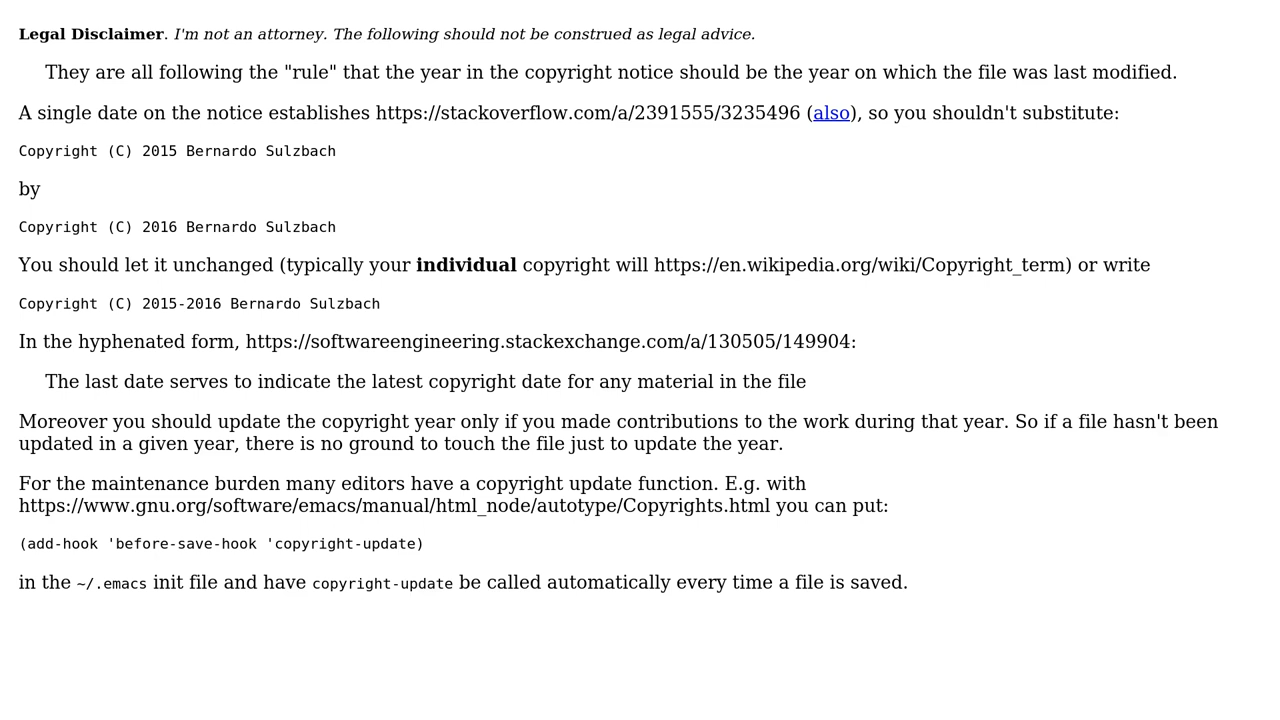 Legal Disclaimer. I'm not an attorney. The following should not be construed as legal advice.
They are all following the "rule" that the year in the copyright notice should be the year on which the file was last modified.
A single date on the notice establishes https://stackoverflow.com/a/2391555/3235496 (also), so you shouldn't substitute:
Copyright (C) 2015 Bernardo Sulzbach
by
Copyright (C) 2016 Bernardo Sulzbach
You should let it unchanged (typically your individual copyright will https://en.wikipedia.org/wiki/Copyright_term) or write
Copyright (C) 2015-2016 Bernardo Sulzbach
In the hyphenated form, https://softwareengineering.stackexchange.com/a/130505/149904:
The last date serves to indicate the latest copyright date for any material in the file
Moreover you should update the copyright year only if you made contributions to the work during that year. So if a file hasn't been
updated in a given year, there is no ground to touch the file just to update the year.
For the maintenance burden many editors have a copyright update function. E.g. with
https://www.gnu.org/software/emacs/manual/html_node/autotype/Copyrights.html you can put:
(add-hook 'before-save-hook 'copyright-update)
in the ~/.emacs init file and have copyright-update be called automatically every time a file is saved.